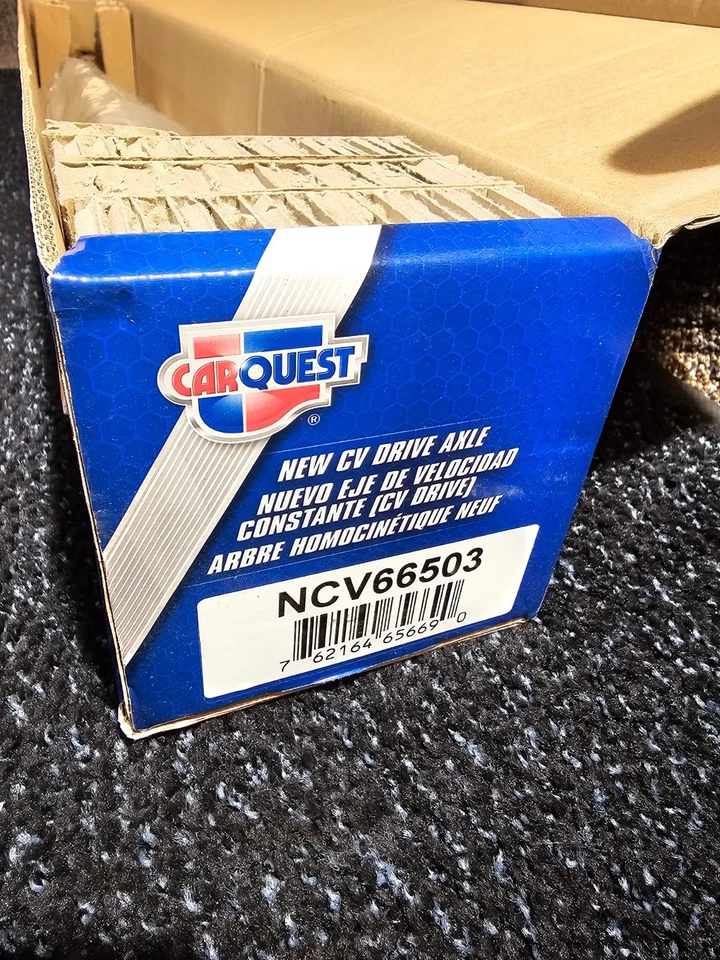 CARQUEST
®
NEW CV DRIVE AXLE
NUEVO EJE DE VELOCIDAD
CONSTANTE (CV DRIVE)
ARBRE HOMOCINÉTIQUE NEUF
NCV66503
7 62164 65669 0